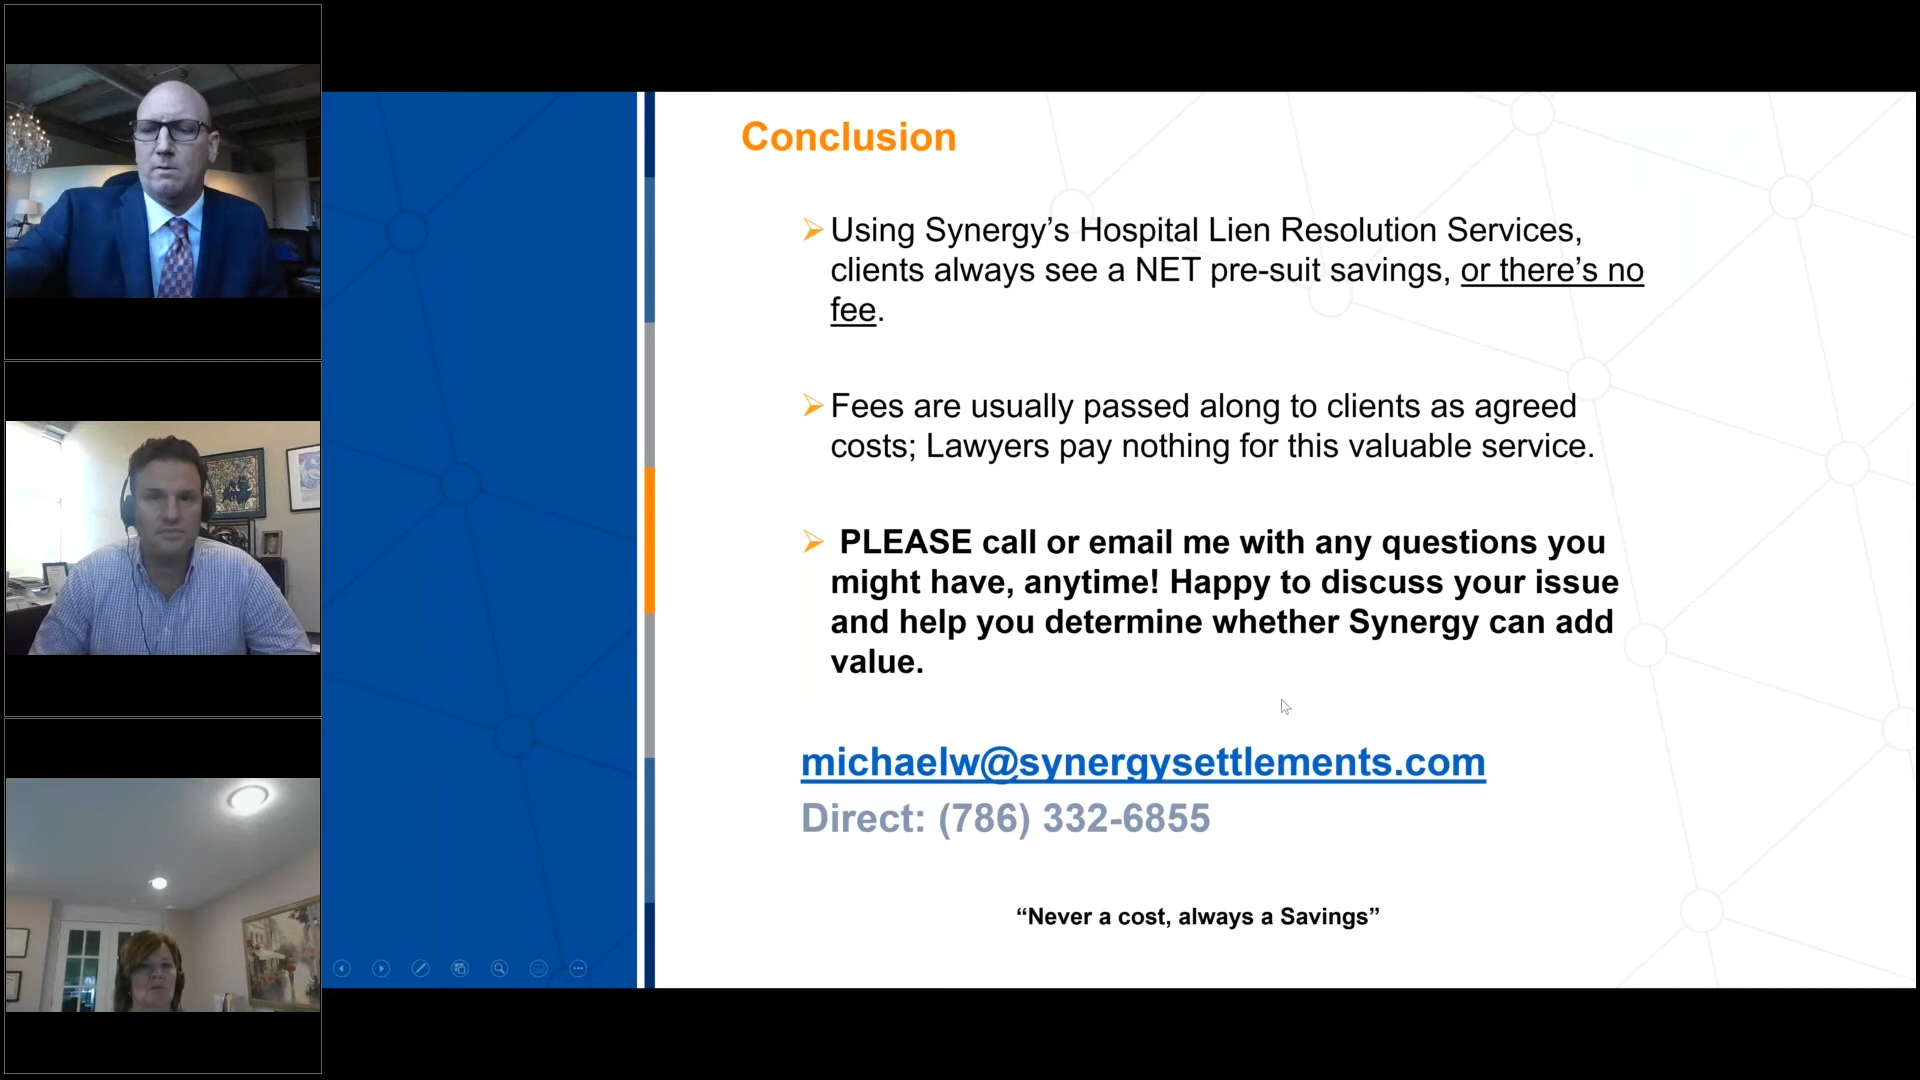 Conclusion
Using Synergy’s Hospital Lien Resolution Services,
clients always see a NET pre-suit savings, or there’s no
fee.
Fees are usually passed along to clients as agreed
costs; Lawyers pay nothing for this valuable service.
PLEASE call or email me with any questions you
might have, anytime! Happy to discuss your issue
and help you determine whether Synergy can add
value.
michaelw@synergysettlements.com
Direct: (786) 332-6855
“Never a cost, always a Savings”